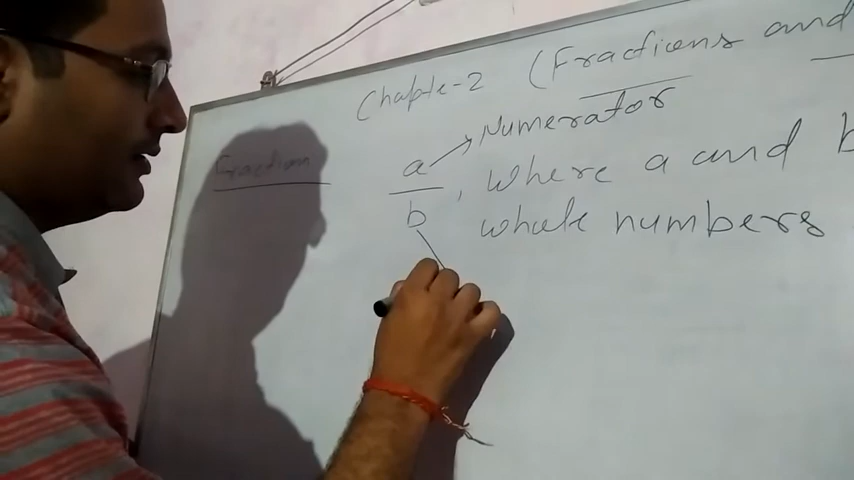 Chapter-2 (Fractions and
Fraction a → Numerator
b , where a and b
whole numbers